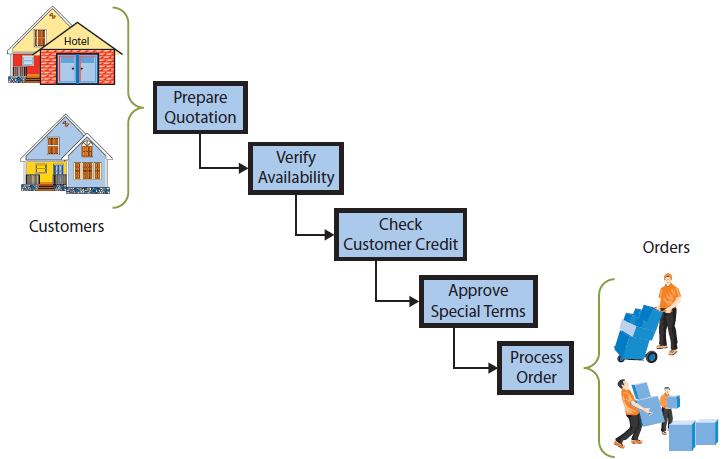 Hotel
Customers
Prepare
Quotation
Verify
Availability
Check
Customer Credit
Approve
Special Terms
Process
Order
Orders